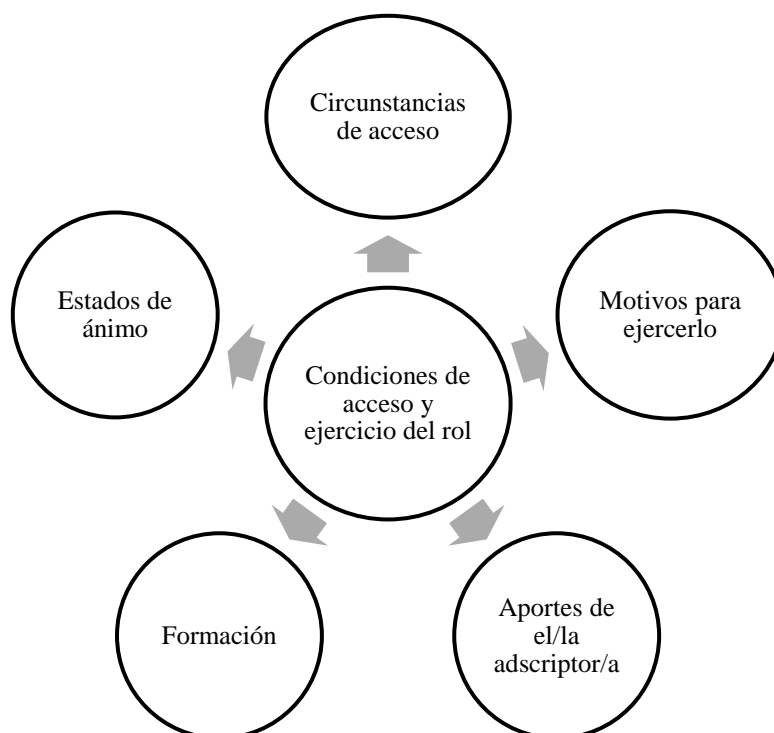 Circunstancias
de acceso
Estados de
ánimo
Motivos para
ejercerlo
Condiciones de
acceso y
ejercicio del rol
Formación
Aportes de
el/la
adscriptor/a